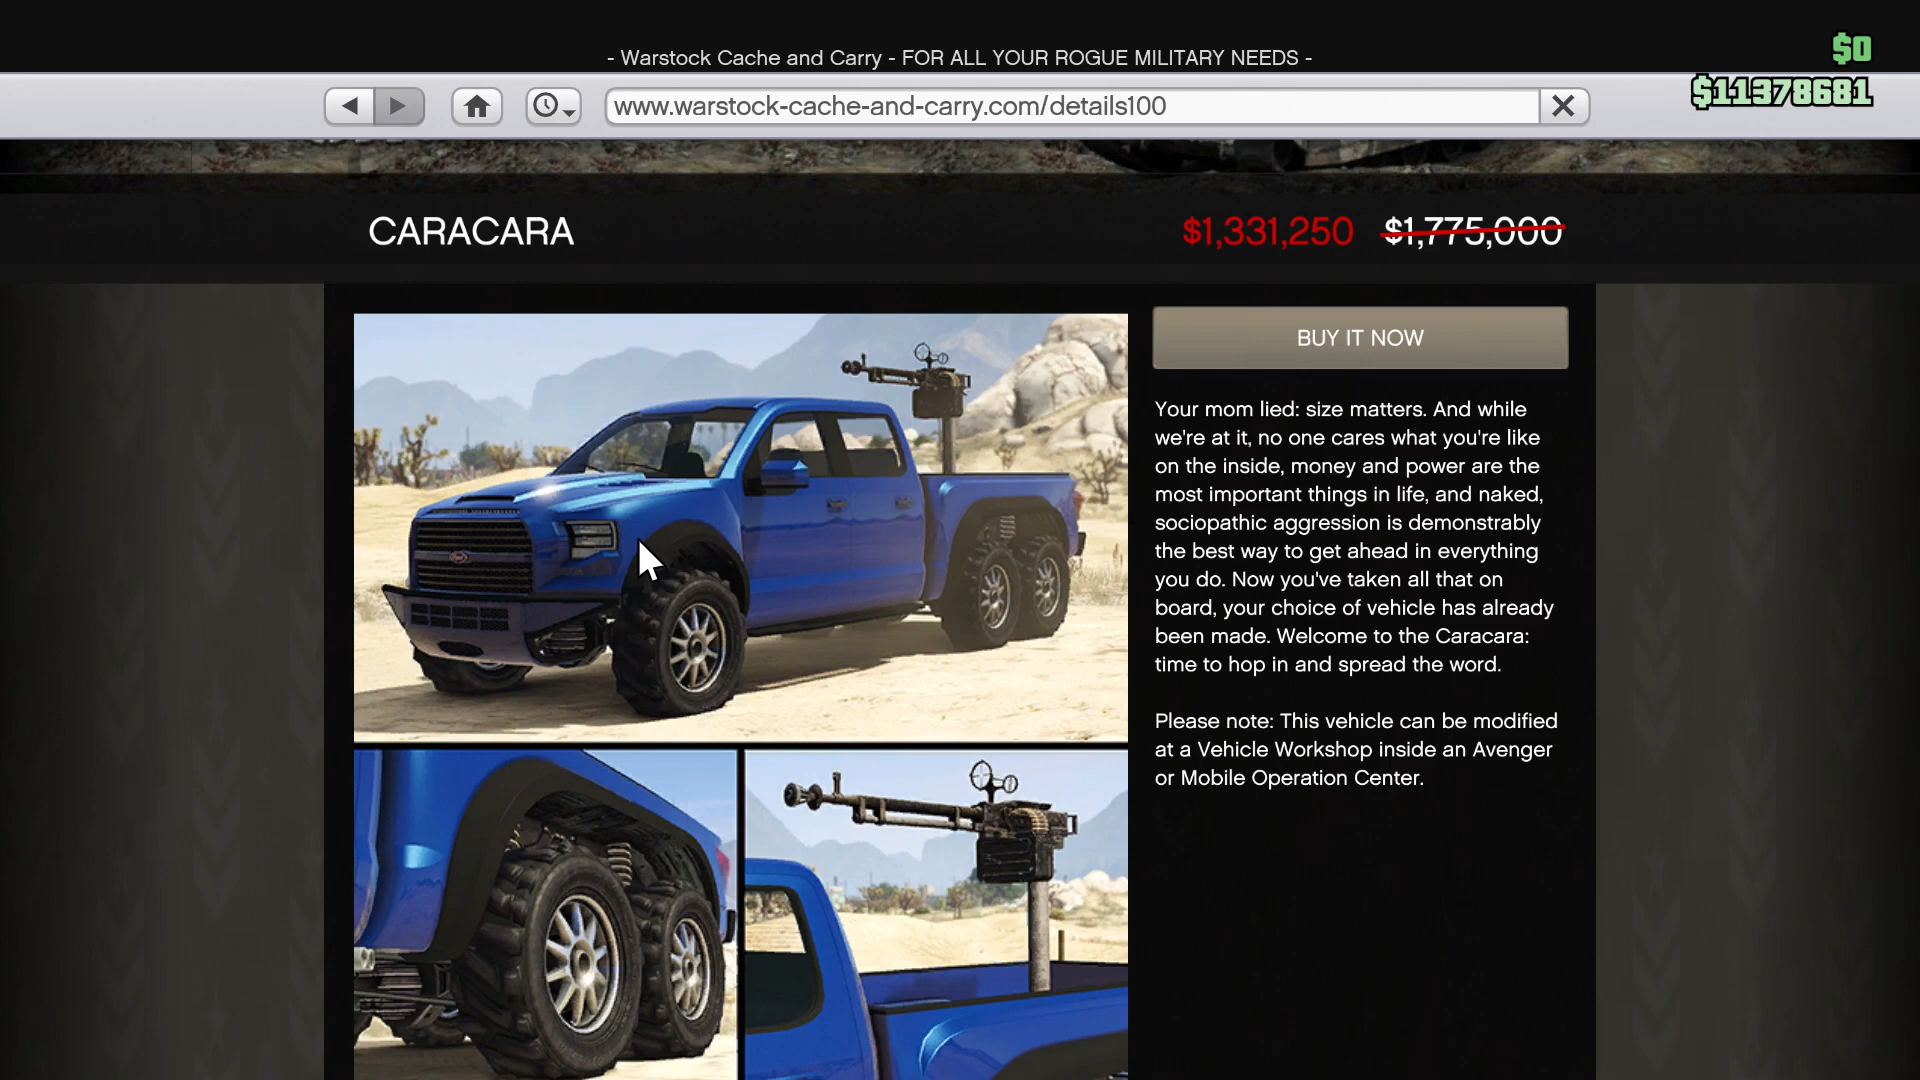 - Warstock Cache and Carry - FOR ALL YOUR ROGUE MILITARY NEEDS -
$0
$11378681
www.warstock-cache-and-carry.com/details100
CARACARA
$1,331,250 $1,775,000
BUY IT NOW
Your mom lied: size matters. And while
we're at it, no one cares what you're like
on the inside, money and power are the
most important things in life, and naked,
sociopathic aggression is demonstrably
the best way to get ahead in everything
you do. Now you've taken all that on
board, your choice of vehicle has already
been made. Welcome to the Caracara:
time to hop in and spread the word.
Please note: This vehicle can be modified
at a Vehicle Workshop inside an Avenger
or Mobile Operation Center.